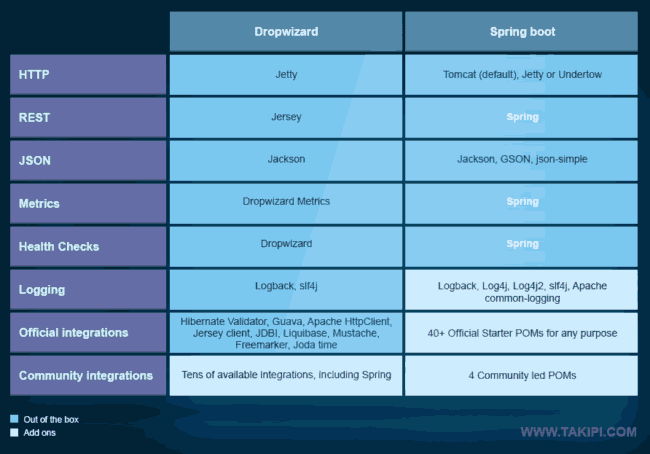 Dropwizard
Spring boot
HTTP
Jetty
Tomcat (default), Jetty or Undertow
REST
Jersey
Spring
JSON
Jackson
Jackson, GSON, json-simple
Metrics
Dropwizard Metrics
Spring
Health Checks
Dropwizard
Spring
Logging
Logback, slf4j
Logback, Log4j, Log4j2, slf4j, Apache
common-logging
Official integrations
Hibernate Validator, Guava, Apache HttpClient,
Jersey client, JDBI, Liquibase, Mustache,
Freemarker, Joda time
40+ Official Starter POMs for any purpose
Community integrations
Tens of available integrations, including Spring
4 Community led POMs
Out of the box
Add ons
WWW.TAKIPI.COM